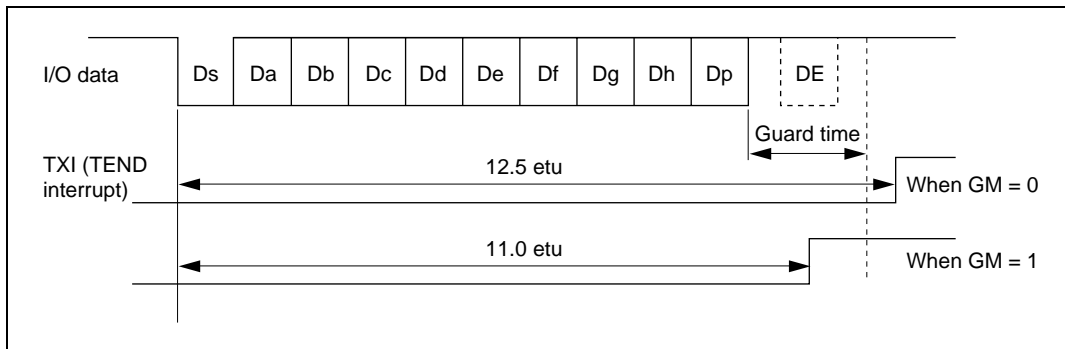 I/O data
Ds Da Db Dc Dd De Df Dg Dh Dp DE
Guard time
TXI (TEND
interrupt)
12.5 etu
When GM = 0
11.0 etu
When GM = 1